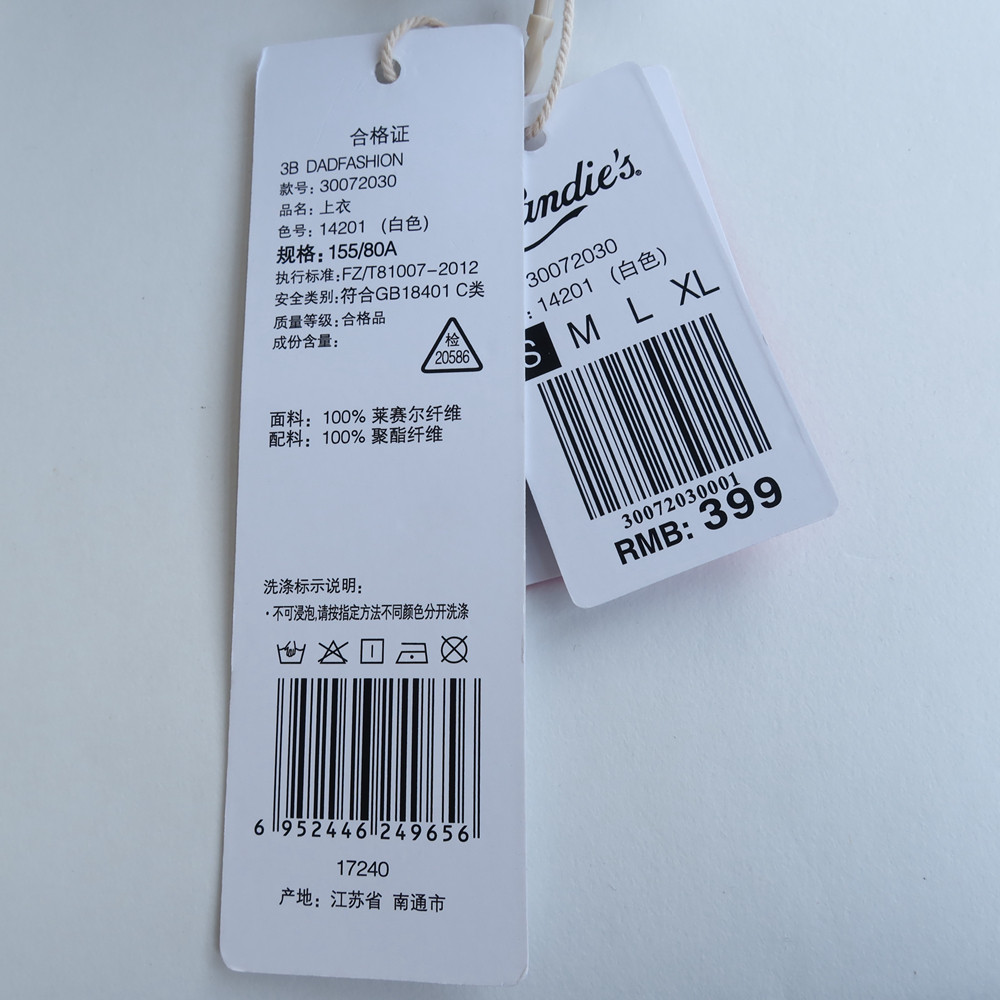 合格证
3B DADFASHION
款号: 30072030
品名: 上衣
色号: 14201 (白色)
规格: 155/80A
执行标准: FZ/T81007-2012
安全类别: 符合GB18401 C类
质量等级: 合格品
成份含量:
检
20586
面料: 100% 莱赛尔纤维
配料: 100% 聚酯纤维
洗涤标示说明:
·不可浸泡,请按指定方法不同颜色分开洗涤
6 952446 249656
17240
产地: 江苏省 南通市
andie's
30072030
: 14201 (白色)
S M L XL
30072030001
RMB: 399